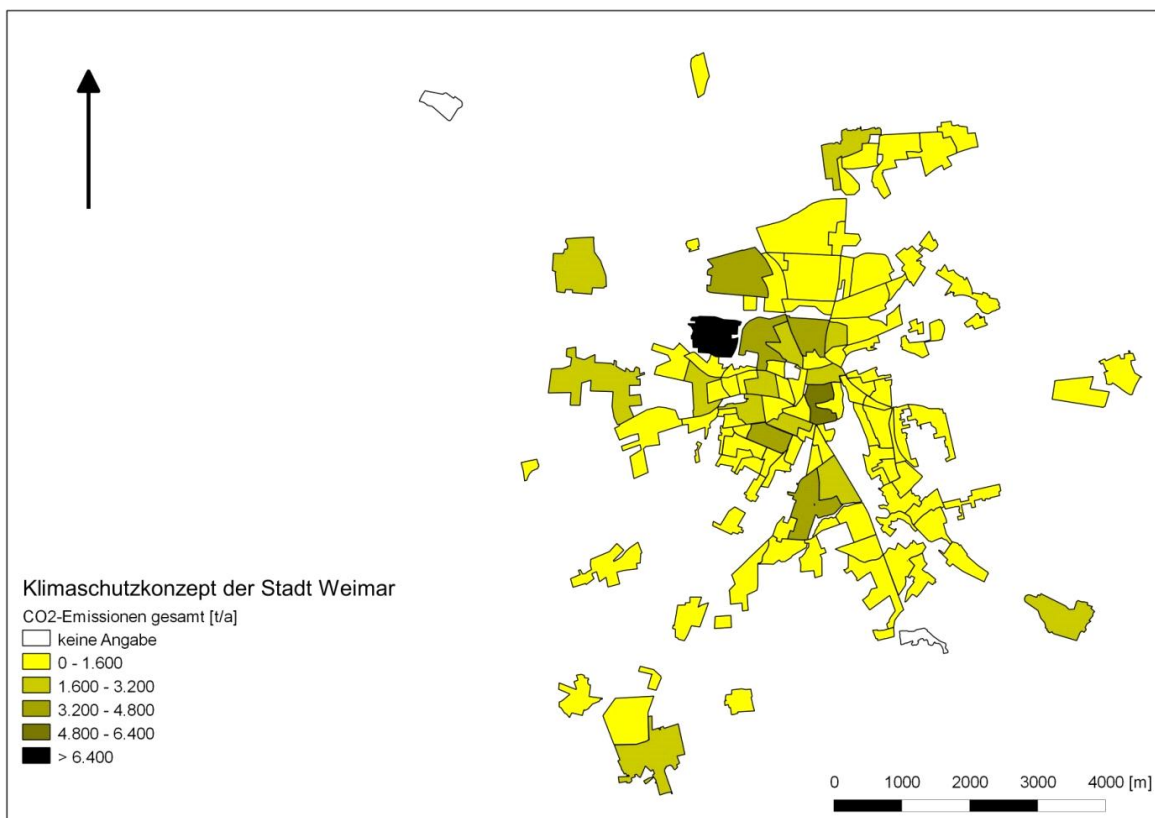 Klimaschutzkonzept der Stadt Weimar
CO2-Emissionen gesamt [t/a]
keine Angabe
0 - 1.600
1.600 - 3.200
3.200 - 4.800
4.800 - 6.400
> 6.400
0 1000 2000 3000 4000 [m]